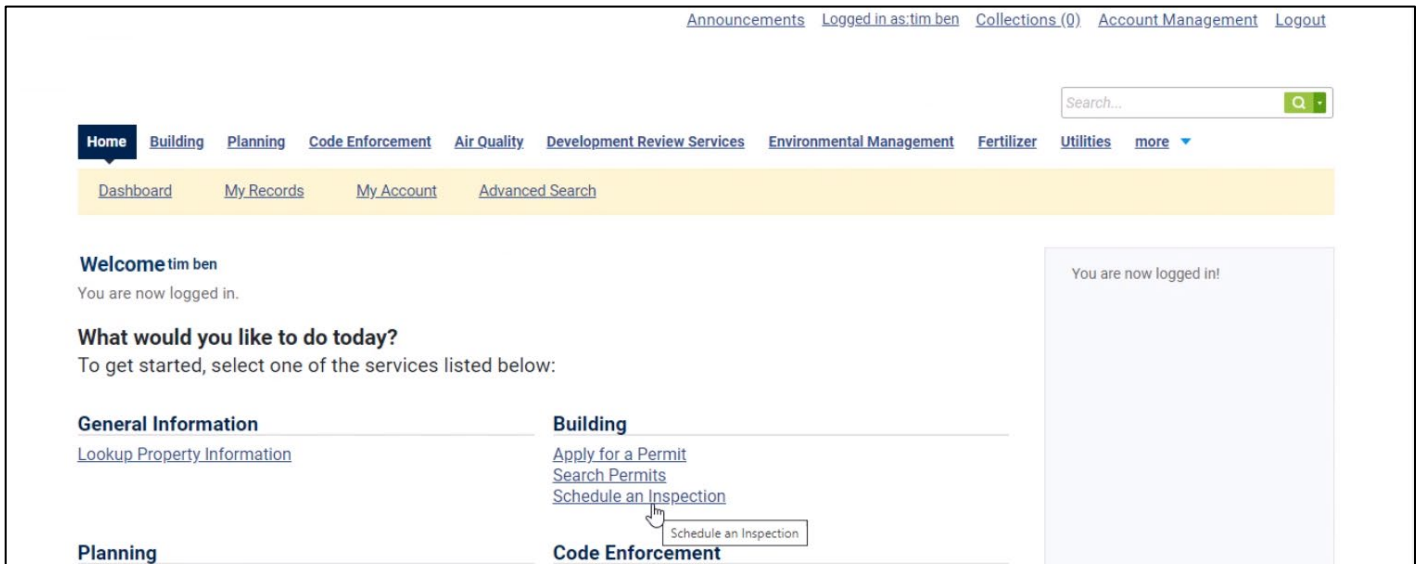 Announcements Logged in as:tim ben Collections (0) Account Management Logout
Search...
Home Building Planning Code Enforcement Air Quality Development Review Services Environmental Management Fertilizer Utilities more
Dashboard My Records My Account Advanced Search
Welcome tim ben
You are now logged in.
You are now logged in!
What would you like to do today?
To get started, select one of the services listed below:
General Information Building
Lookup Property Information Apply for a Permit
Search Permits
Schedule an Inspection
Schedule an Inspection
Planning Code Enforcement